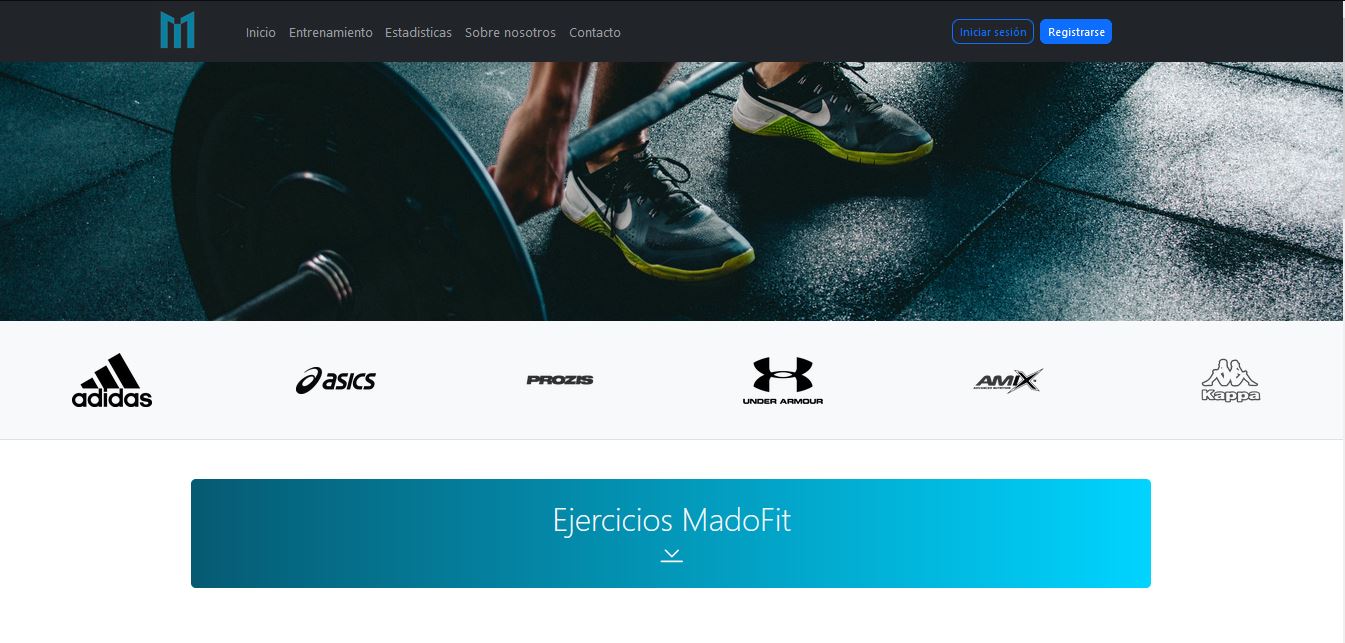 Inicio Entrenamiento Estadisticas Sobre nosotros Contacto Iniciar sesión Registrarse
adidas asics PROZIS UNDER ARMOUR AMIX Kappa
Ejercicios MadoFit